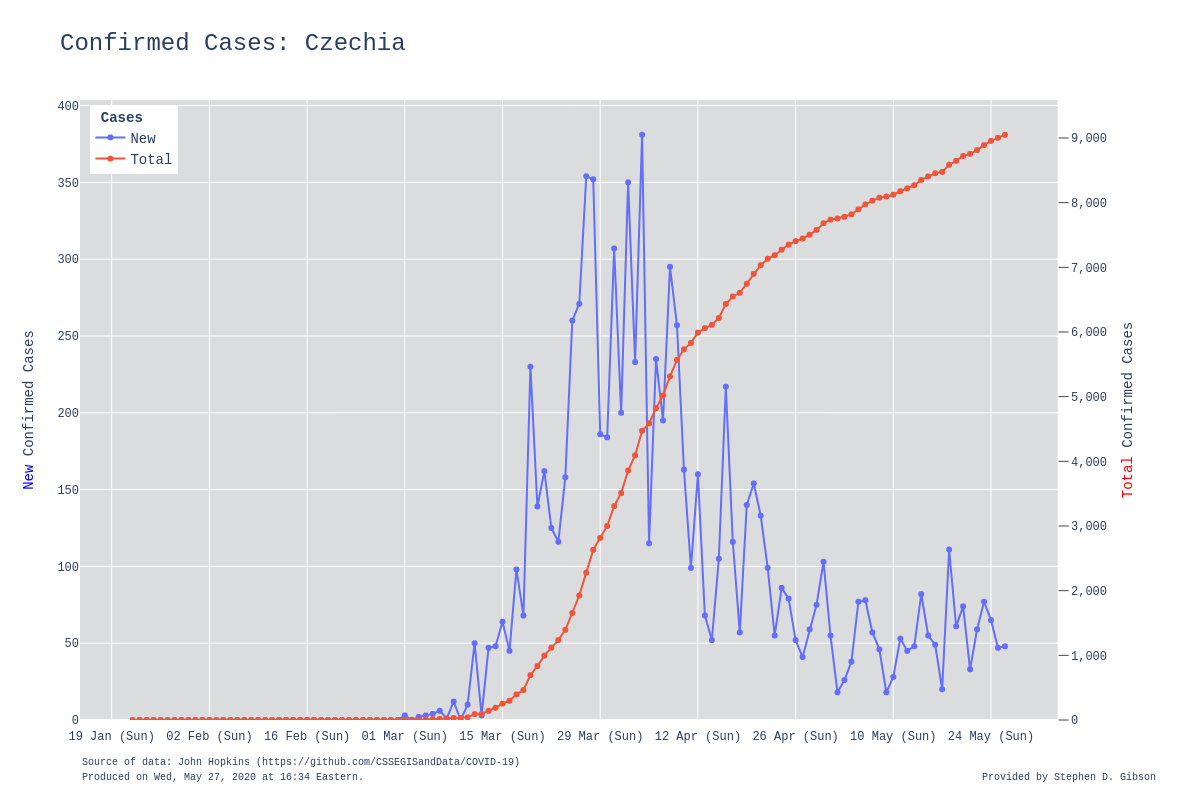 Confirmed Cases: Czechia
Cases
New
Total
400
350
300
250
200
150
100
50
0
New Confirmed Cases
9,000
8,000
7,000
6,000
5,000
4,000
3,000
2,000
1,000
0
Total Confirmed Cases
19 Jan (Sun) 02 Feb (Sun) 16 Feb (Sun) 01 Mar (Sun) 15 Mar (Sun) 29 Mar (Sun) 12 Apr (Sun) 26 Apr (Sun) 10 May (Sun) 24 May (Sun)
Source of data: John Hopkins (https://github.com/CSSEGISandData/COVID-19)
Produced on Wed, May 27, 2020 at 16:34 Eastern.
Provided by Stephen D. Gibson